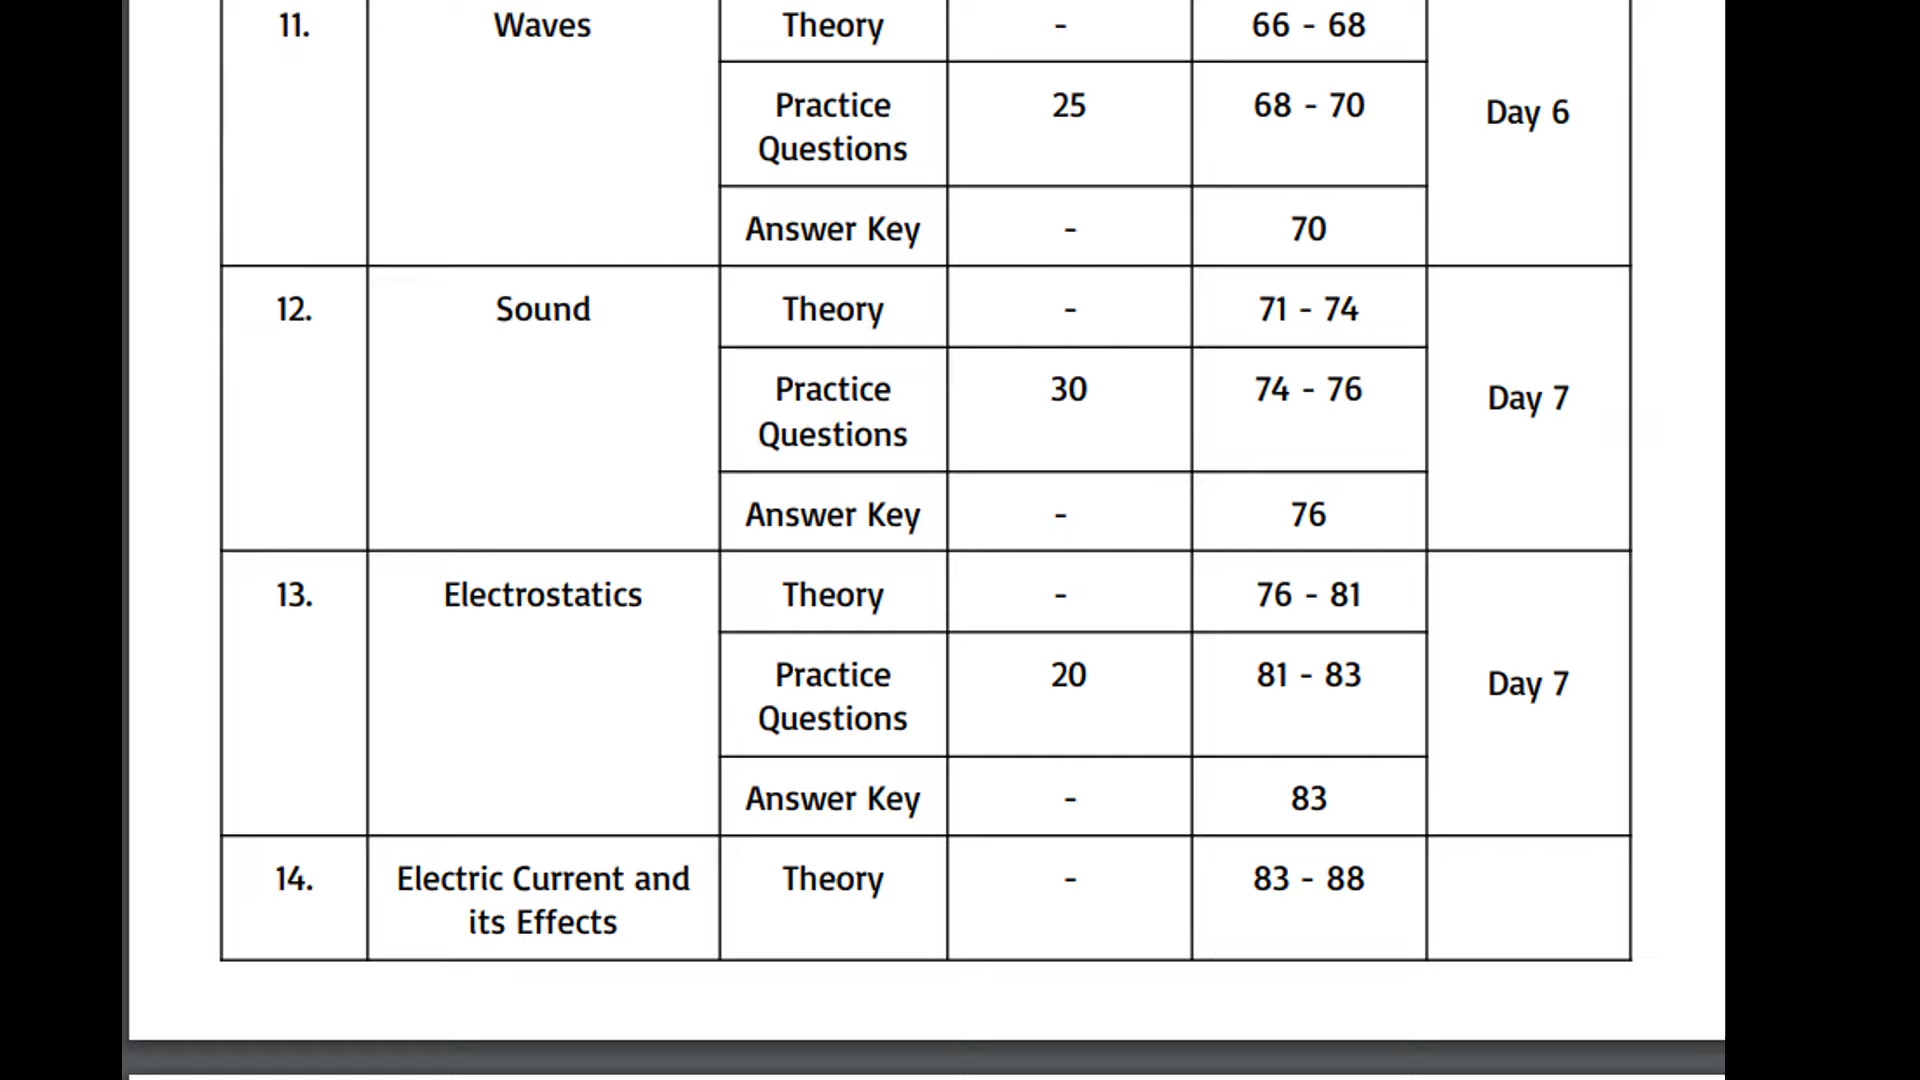 11. Waves Theory - 66 - 68
Practice 25 68 - 70 Day 6
Questions
Answer Key - 70
12. Sound Theory - 71 - 74
Practice 30 74 - 76 Day 7
Questions
Answer Key - 76
13. Electrostatics Theory - 76 - 81
Practice 20 81 - 83 Day 7
Questions
Answer Key - 83
14. Electric Current and Theory - 83 - 88
its Effects